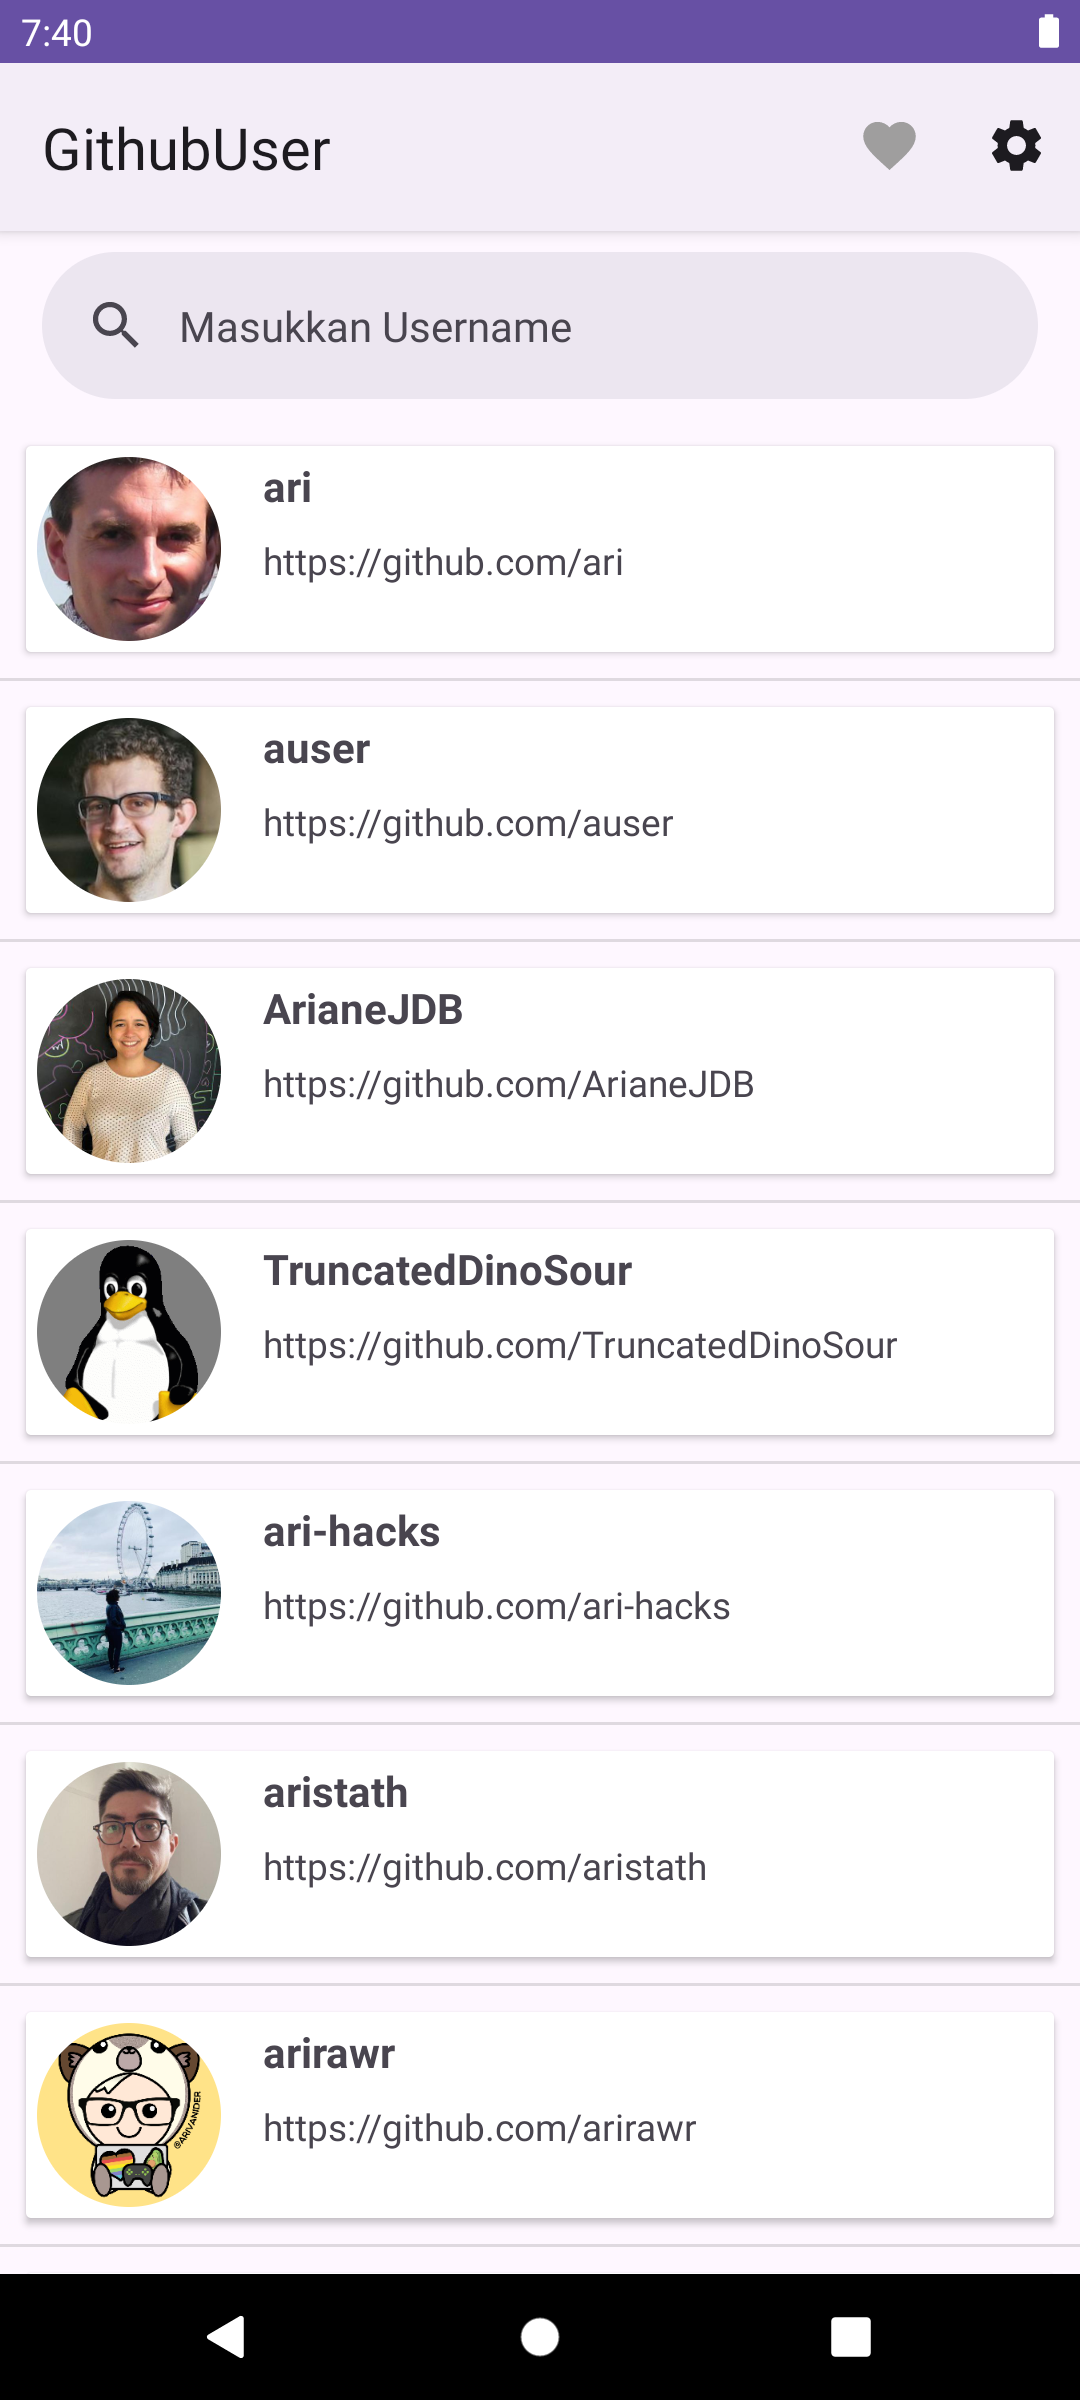 7:40
GithubUser
Masukkan Username
ari
https://github.com/ari
auser
https://github.com/auser
ArianeJDB
https://github.com/ArianeJDB
TruncatedDinoSour
https://github.com/TruncatedDinoSour
ari-hacks
https://github.com/ari-hacks
aristath
https://github.com/aristath
arirawr
https://github.com/arirawr
@ARIVANIDER